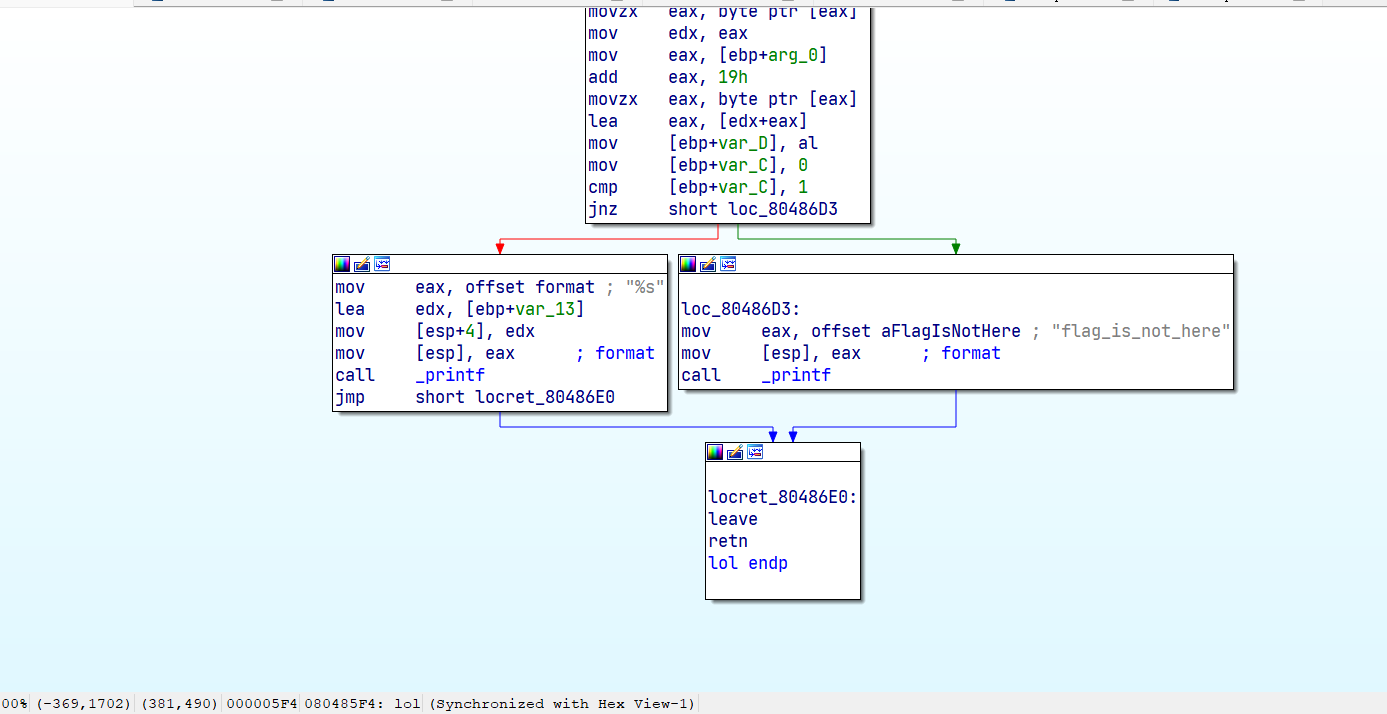 movzx eax, byte ptr [eax]
mov edx, eax
mov eax, [ebp+arg_0]
add eax, 19h
movzx eax, byte ptr [eax]
lea eax, [edx+eax]
mov [ebp+var_D], al
mov [ebp+var_C], 0
cmp [ebp+var_C], 1
jnz short loc_80486D3
mov eax, offset format ; "%s"
lea edx, [ebp+var_13]
mov [esp+4], edx
mov [esp], eax ; format
call _printf
jmp short locret_80486E0
loc_80486D3:
mov eax, offset aFlagIsNotHere ; "flag_is_not_here"
mov [esp], eax ; format
call _printf
locret_80486E0:
leave
retn
lol endp
00% (-369,1702) (381,490) 000005F4 080485F4: lol (Synchronized with Hex View-1)